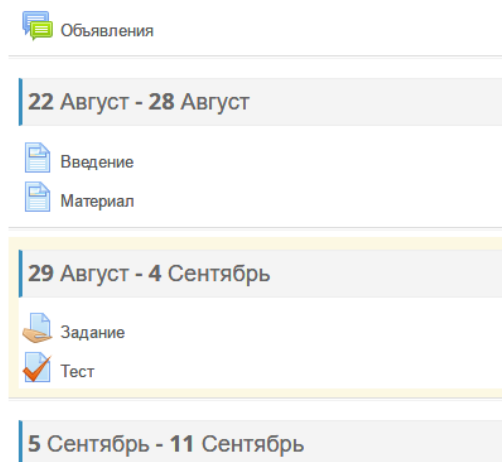 Объявления
22 Август - 28 Август
Введение
Материал
29 Август - 4 Сентябрь
Задание
Тест
5 Сентябрь - 11 Сентябрь